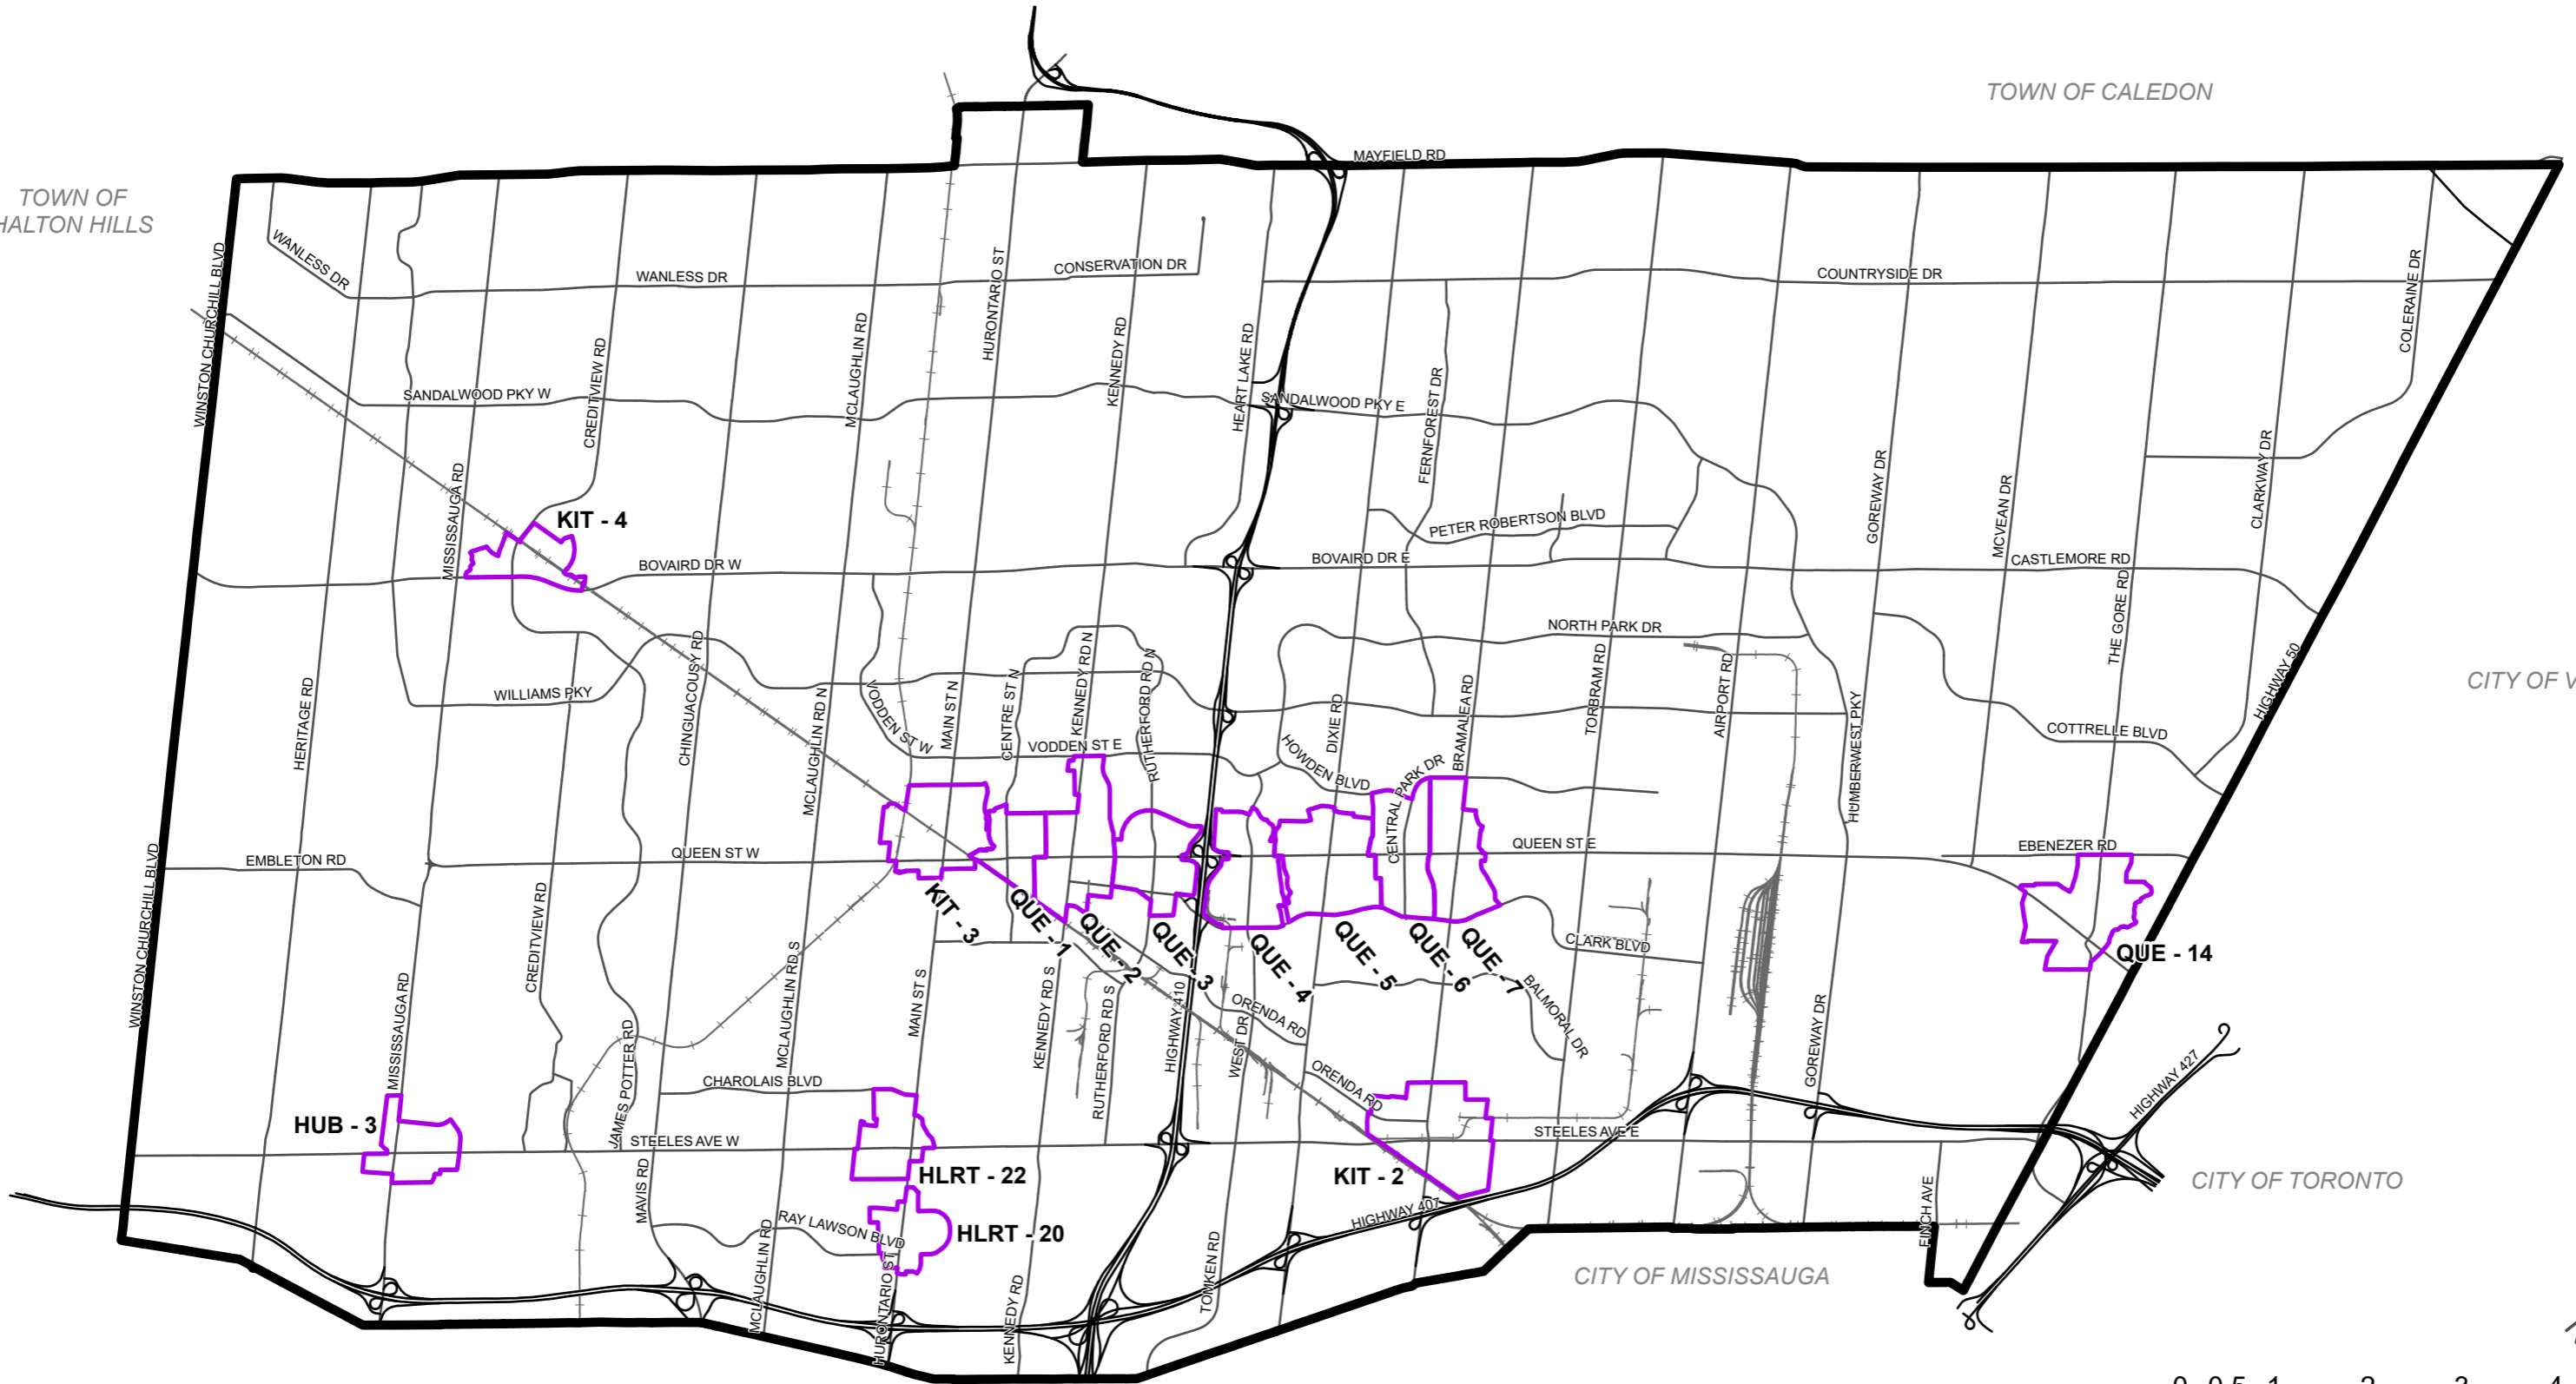 TOWN OF CALEDON
MAYFIELD RD
TOWN OF
HALTON HILLS
WINSTON CHURCHILL BLVD
WANLESS DR
WANLESS DR
CONSERVATION DR
COUNTRYSIDE DR
HURONTARIO ST
COLERAINE DR
MCLAUGHLIN RD
KENNEDY RD
HEART LAKE RD
CREDITVIEW RD
SANDALWOOD PKY W
SANDALWOOD PKY E
FERNFOREST DR
MISSISSAUGA RD
KIT - 4
GOREWAY DR
MCVEAN DR
CLARKWAY DR
PETER ROBERTSON BLVD
BOVAIRD DR W
BOVAIRD DR E
CASTLEMORE RD
THE GORE RD
NORTH PARK DR
CHINGUACOUSY RD
HERITAGE RD
WILLIAMS PKY
MCLAUGHLIN RD N
VODDEN ST W
MAIN ST N
CENTRE ST N
KENNEDY RD N
RUTHERFORD RD N
VODDEN ST E
HOWDEN BLVD
DIXIE RD
CENTRAL PARK DR
BRAMALEA RD
TORBRAM RD
AIRPORT RD
HUMBERWEST PKY
COTTRELLE BLVD
HIGHWAY 50
CITY OF V
WINSTON CHURCHILL BLVD
EMBLETON RD
QUEEN ST W
QUEEN ST E
EBENEZER RD
CREDITVIEW RD
KIT - 3
QUE - 1
QUE - 2
QUE - 3
QUE - 4
QUE - 5
QUE - 6
QUE - 7
QUE - 14
CLARK BLVD
BALMORAL DR
MISSISSAUGA RD
JAMES POTTER RD
MCLAUGHLIN RD S
MAIN ST S
KENNEDY RD S
RUTHERFORD RD S
HIGHWAY 410
WEST DR
ORENDA RD
ORENDA RD
GOREWAY DR
HIGHWAY 427
CHAROLAIS BLVD
HUB - 3
STEELES AVE W
STEELES AVE E
HLRT - 22
KIT - 2
CITY OF TORONTO
MAVIS RD
RAY LAWSON BLVD
HLRT - 20
HIGHWAY 407
FINCH AVE
MCLAUGHLIN RD
HURONTARIO ST
KENNEDY RD
TOMKEN RD
CITY OF MISSISSAUGA
0 0.5 1 2 3 4